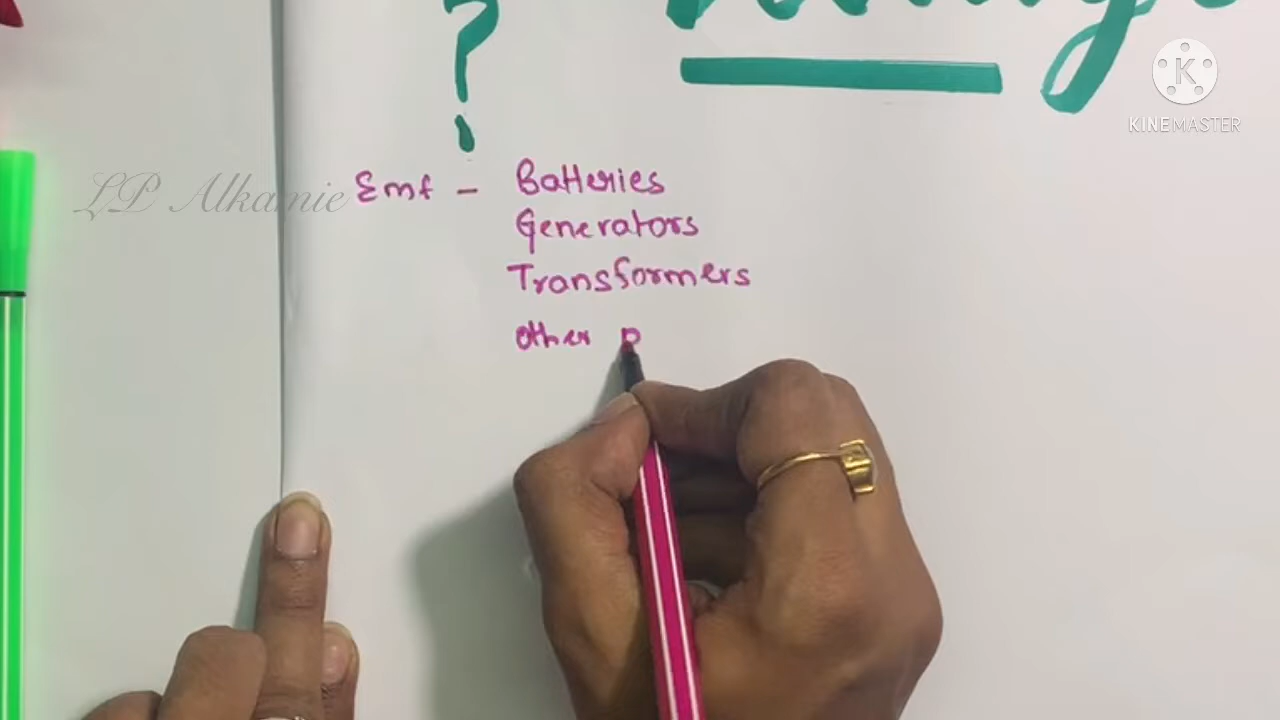 ?
KINEMASTER
LP Alkamie
Emf - Batteries
Generators
Transformers
Other p